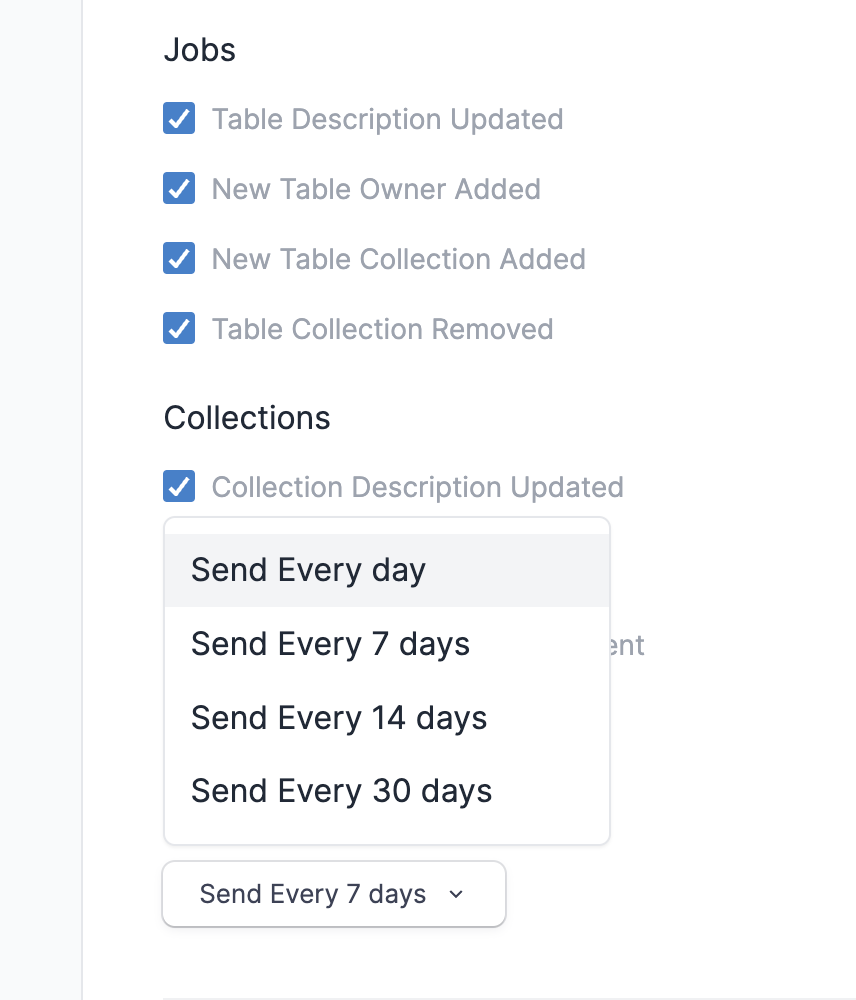 Jobs
Table Description Updated
New Table Owner Added
New Table Collection Added
Table Collection Removed
Collections
Collection Description Updated
Send Every day
Send Every 7 days
Send Every 14 days
Send Every 30 days
Send Every 7 days